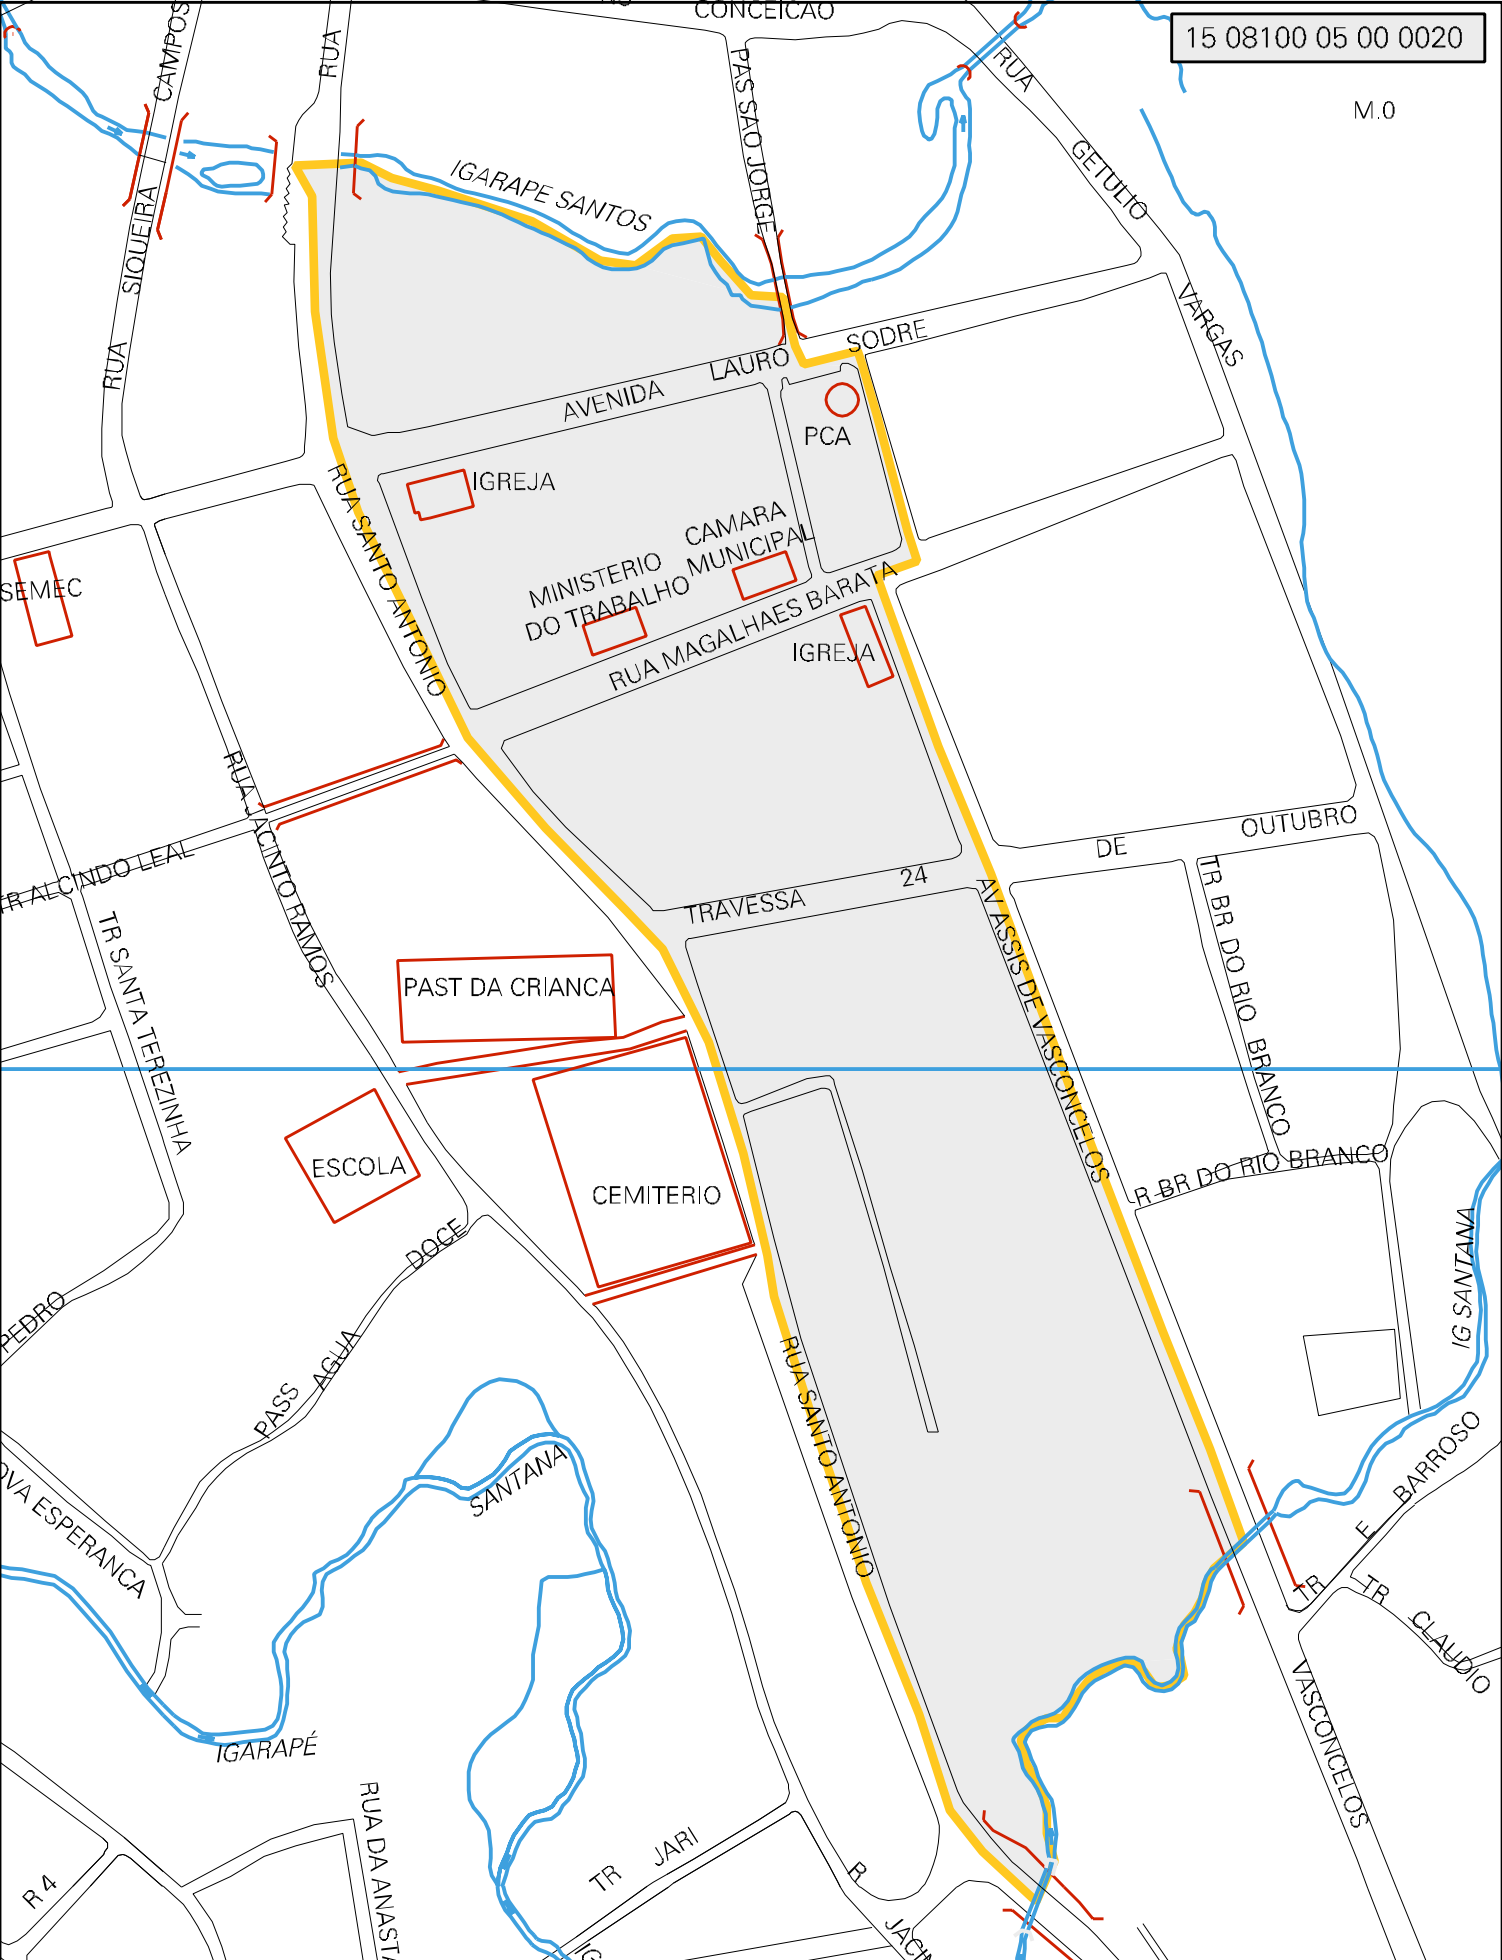 CONCEICAO
15 08100 05 00 0020
M.0
CAMPOS
SIQUEIRA
RUA
RUA
PAS SAO JORGE
RUA
GETULIO
VARGAS
IGARAPE SANTOS
AVENIDA
LAURO
SODRE
PCA
IGREJA
CAMARA
MUNICIPAL
MINISTERIO
DO TRABALHO
RUA MAGALHAES BARATA
IGREJA
SEMEC
RUA SANTO ANTONIO
RUA JACINTO RAMOS
TR ALCINDO LEAL
TR SANTA TEREZINHA
TRAVESSA
24
DE
OUTUBRO
AV ASSIS DE VASCONCELOS
TR BR DO RIO BRANCO
R BR DO RIO BRANCO
PAST DA CRIANCA
ESCOLA
CEMITERIO
PEDRO
PASS
AGUA
DOCE
IG SANTANA
RUA SANTO ANTONIO
SANTANA
OVA ESPERANCA
IGARAPÉ
TR
E
BARROSO
TR
CLAUDIO
VASCONCELOS
RUA DA ANASTA
R 4
TR
JARI
R
JACIN
IG